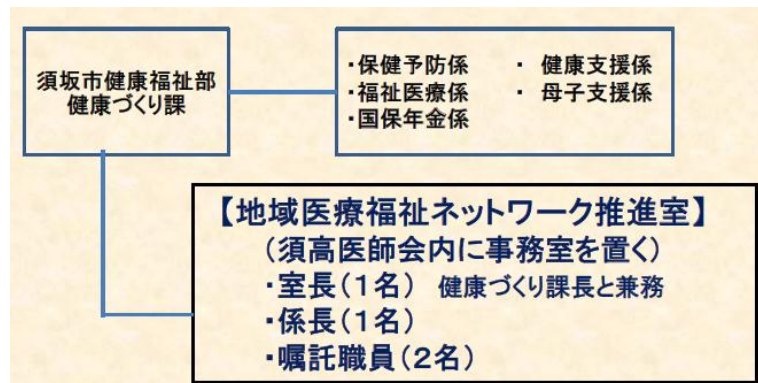 須坂市健康福祉部
健康づくり課
・保健予防係 ・ 健康支援係
・福祉医療係 ・ 母子支援係
・国保年金係
【地域医療福祉ネットワーク推進室】
(須高医師会内に事務室を置く)
・室長(1名) 健康づくり課長と兼務
・係長(1名)
・嘱託職員(2名)